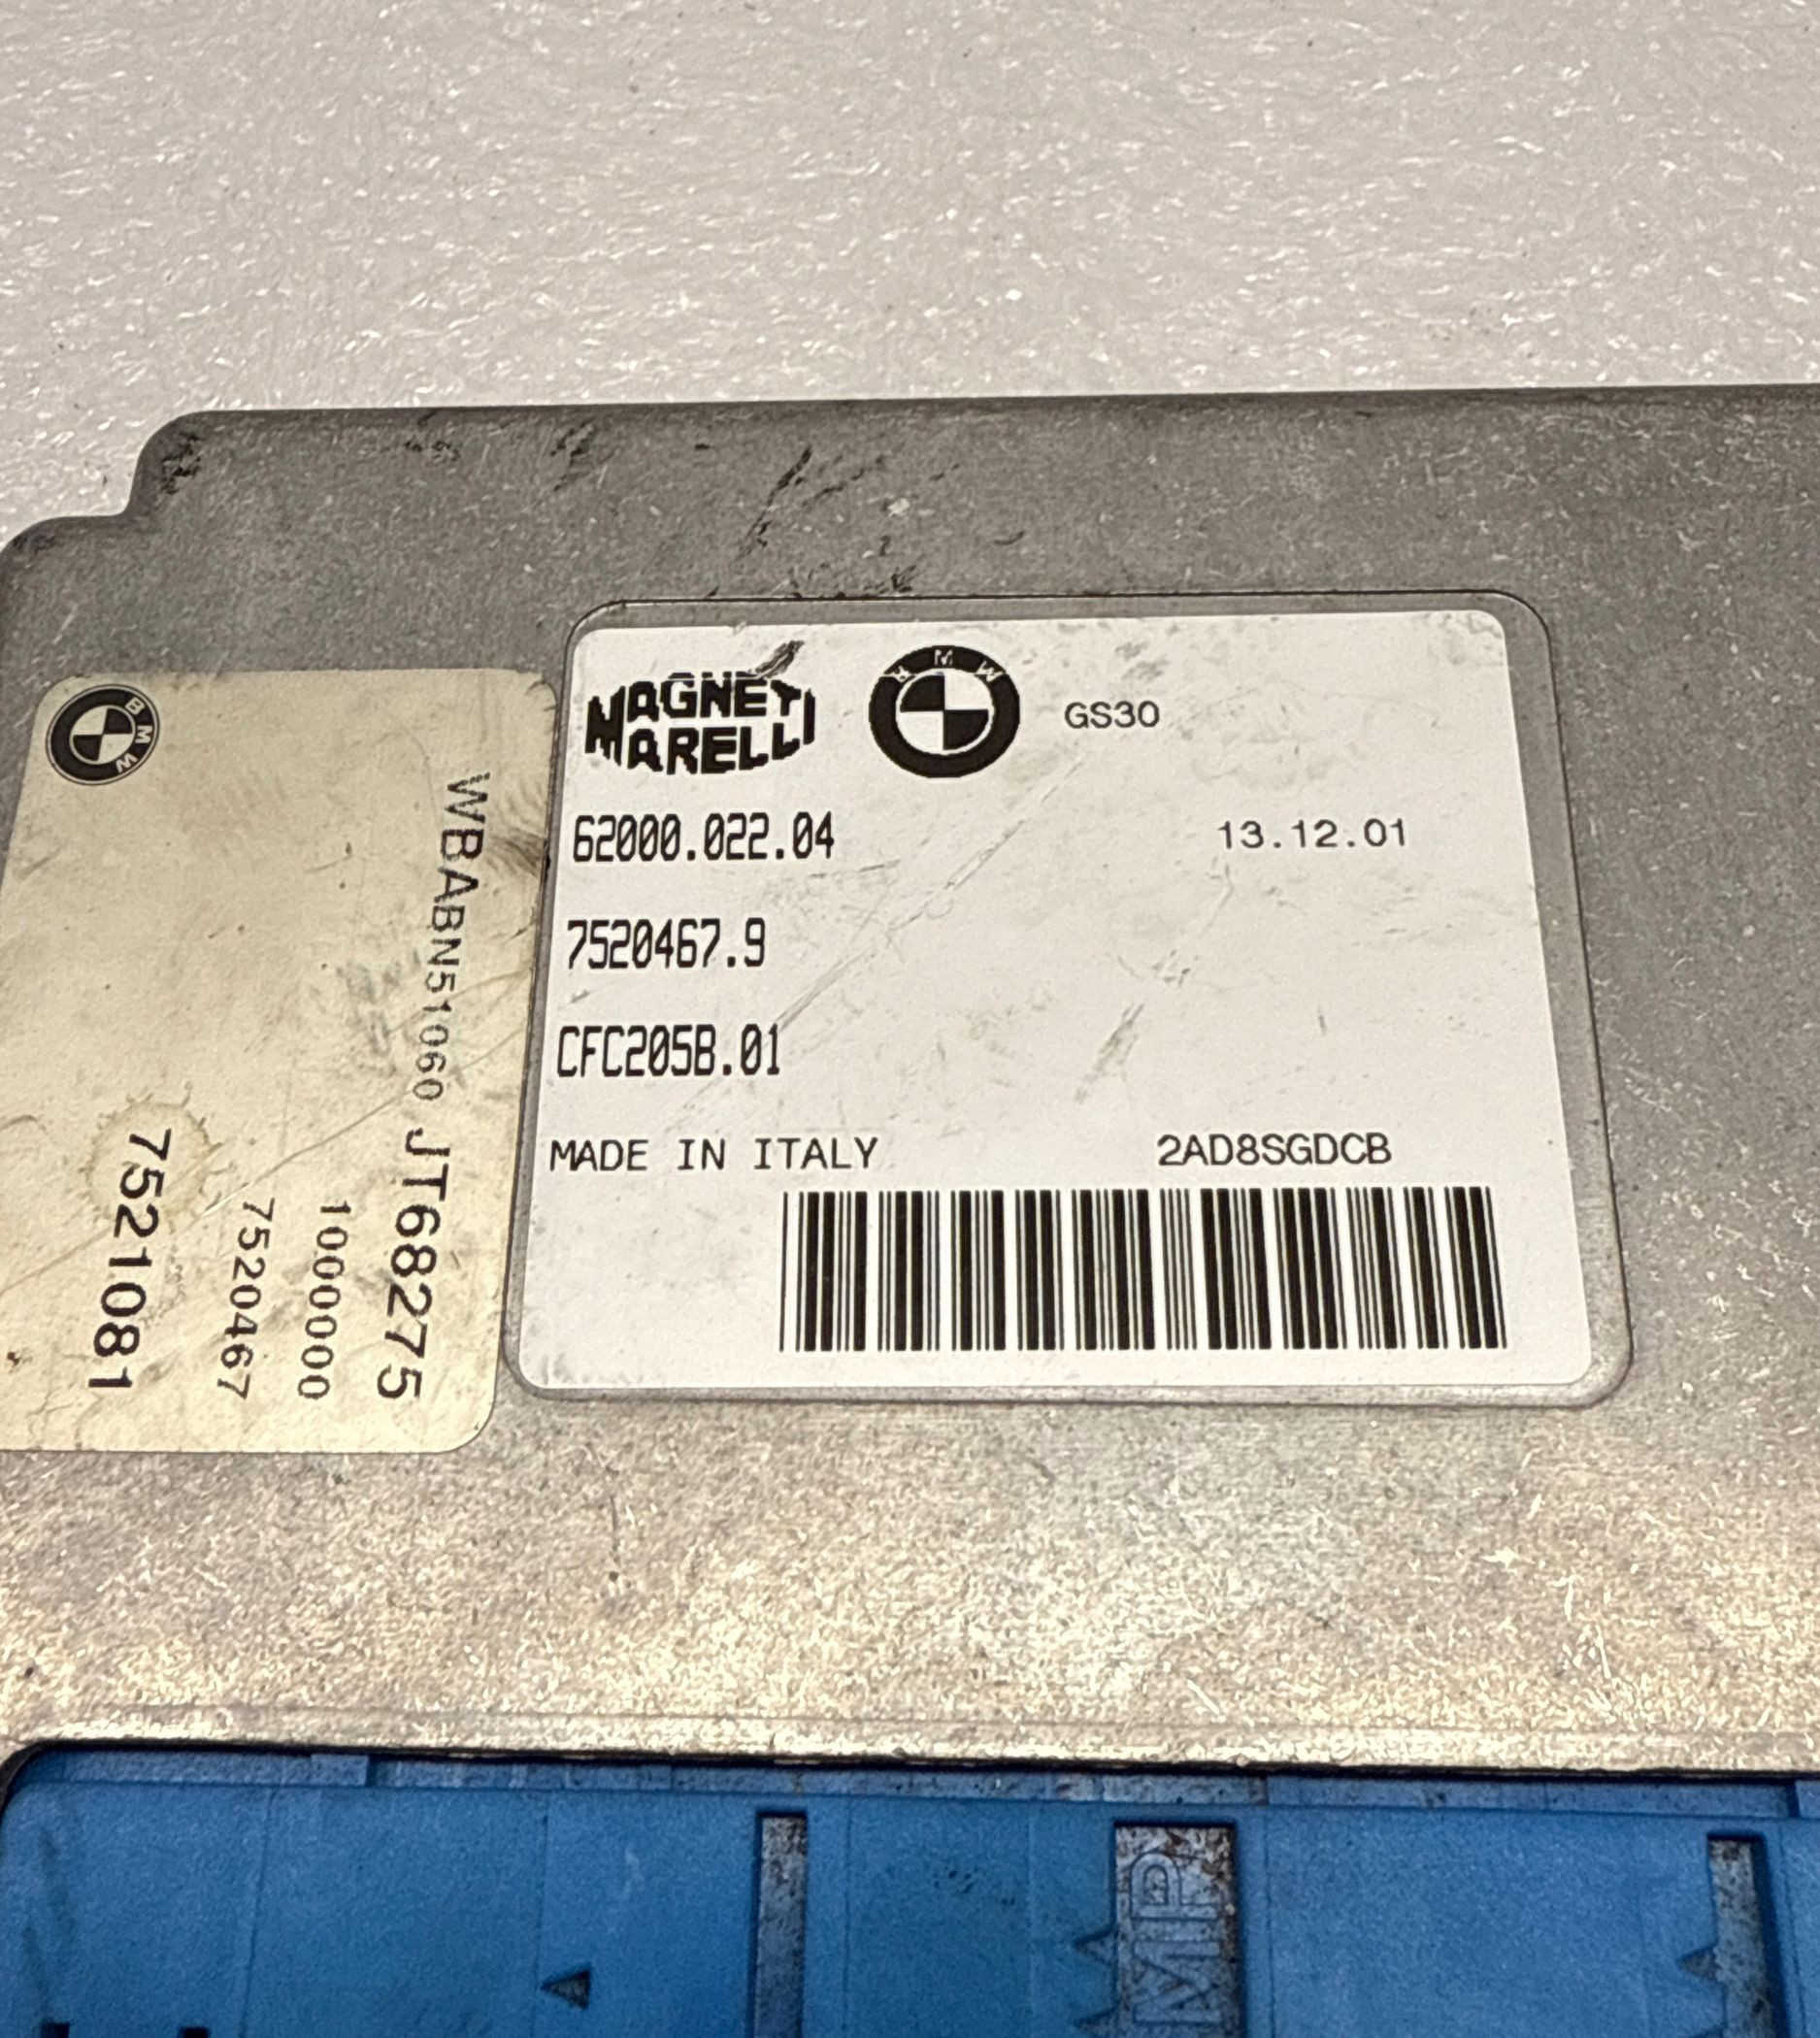 BMW
WBABN51060 JT68275
1000000
7520467
7521081
MAGNETI
MARELLI
BMW
GS30
62000.022.04
13.12.01
7520467.9
CFC205B.01
MADE IN ITALY
2AD8SGDCB
MP